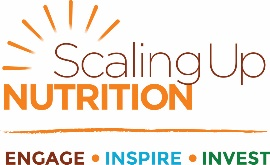 Scaling Up
NUTRITION
ENGAGE • INSPIRE • INVEST